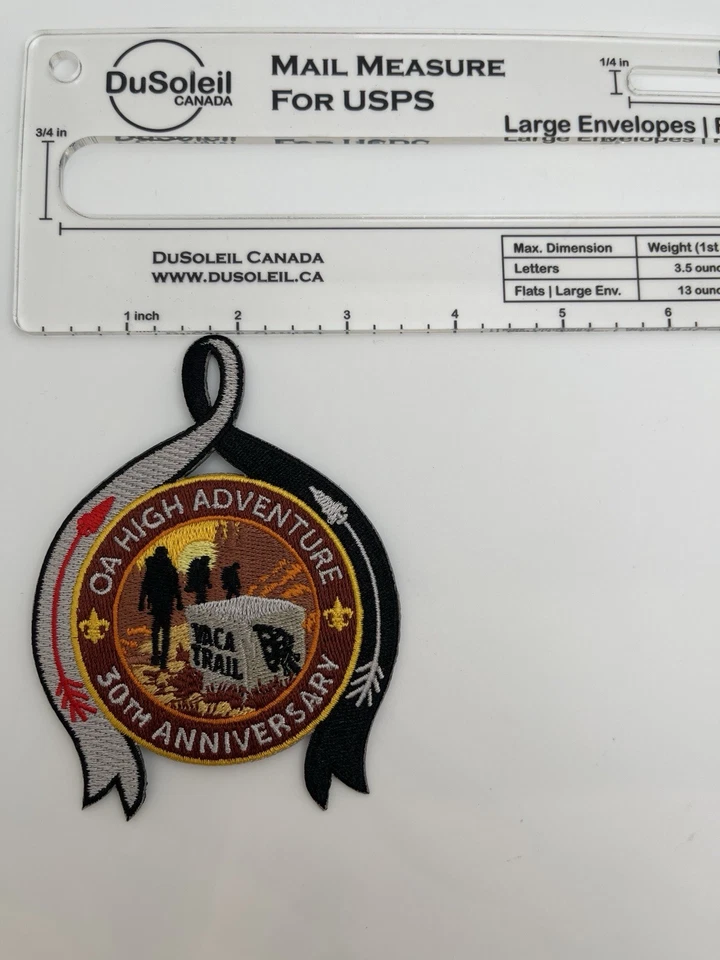 DuSoleil
CANADA
MAIL MEASURE
FOR USPS
1/4 in
3/4 in
Large Envelopes |
DUSOLEIL CANADA
WWW.DUSOLEIL.CA
Max. Dimension
Weight (1st
Letters
3.5 ounc
Flats | Large Env.
13 ounc
1 inch 2 3 4 5 6
OA HIGH ADVENTURE
VACA
TRAIL
30TH ANNIVERSARY